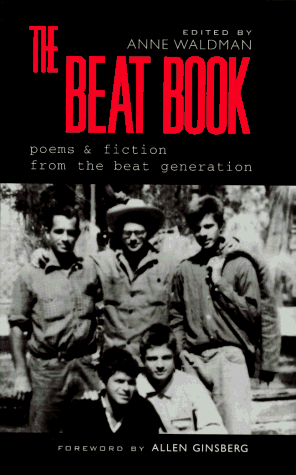 EDITED BY
ANNE WALDMAN
THE
BEAT BOOK
poems & fiction
from the beat generation
FOREWORD BY ALLEN GINSBERG